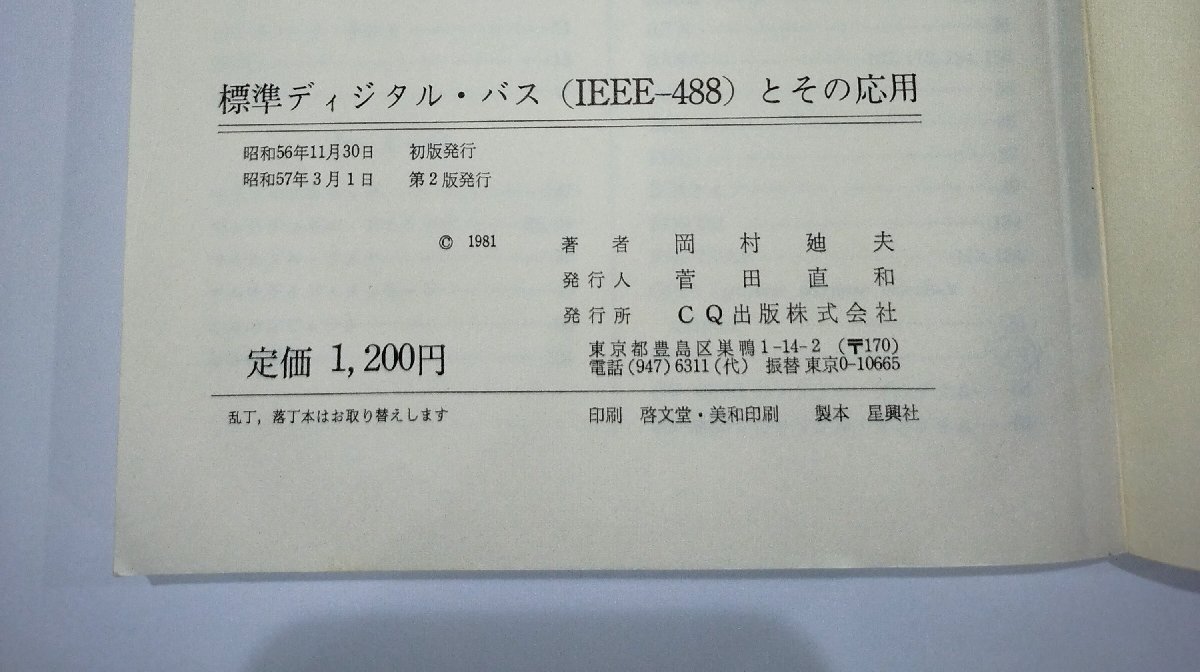 標準ディジタル・バス（IEEE-488）とその応用
昭和56年11月30日 初版発行
昭和57年3月1日 第2版発行
© 1981 著者 岡村廸夫
発行人 菅田直和
発行所 CQ出版株式会社
定価 1,200円
東京都豊島区巣鴨1-14-2（〒170）
電話(947)6311(代) 振替 東京0-10665
乱丁，落丁本はお取り替えします
印刷 啓文堂・美和印刷 製本 星興社